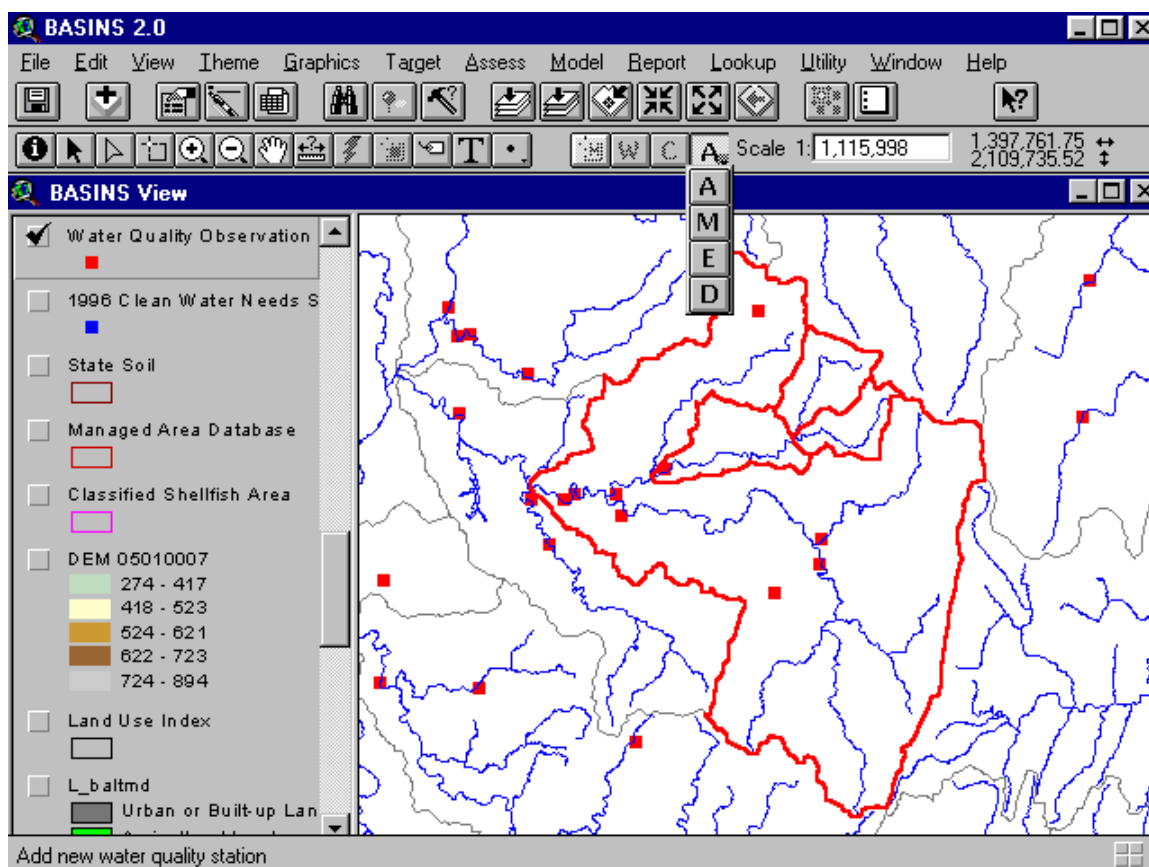 BASINS 2.0
File Edit View Theme Graphics Target Assess Model Report Lookup Utility Window Help
T W C A Scale 1: 1,115,998 1,397,761.75
2,109,735.52
A
M
E
D
BASINS View
Water Quality Observation
1996 Clean Water Needs S
State Soil
Managed Area Database
Classified Shellfish Area
DEM 05010007
274 - 417
418 - 523
524 - 621
622 - 723
724 - 894
Land Use Index
L_baltmd
Urban or Built-up Lan
Add new water quality station